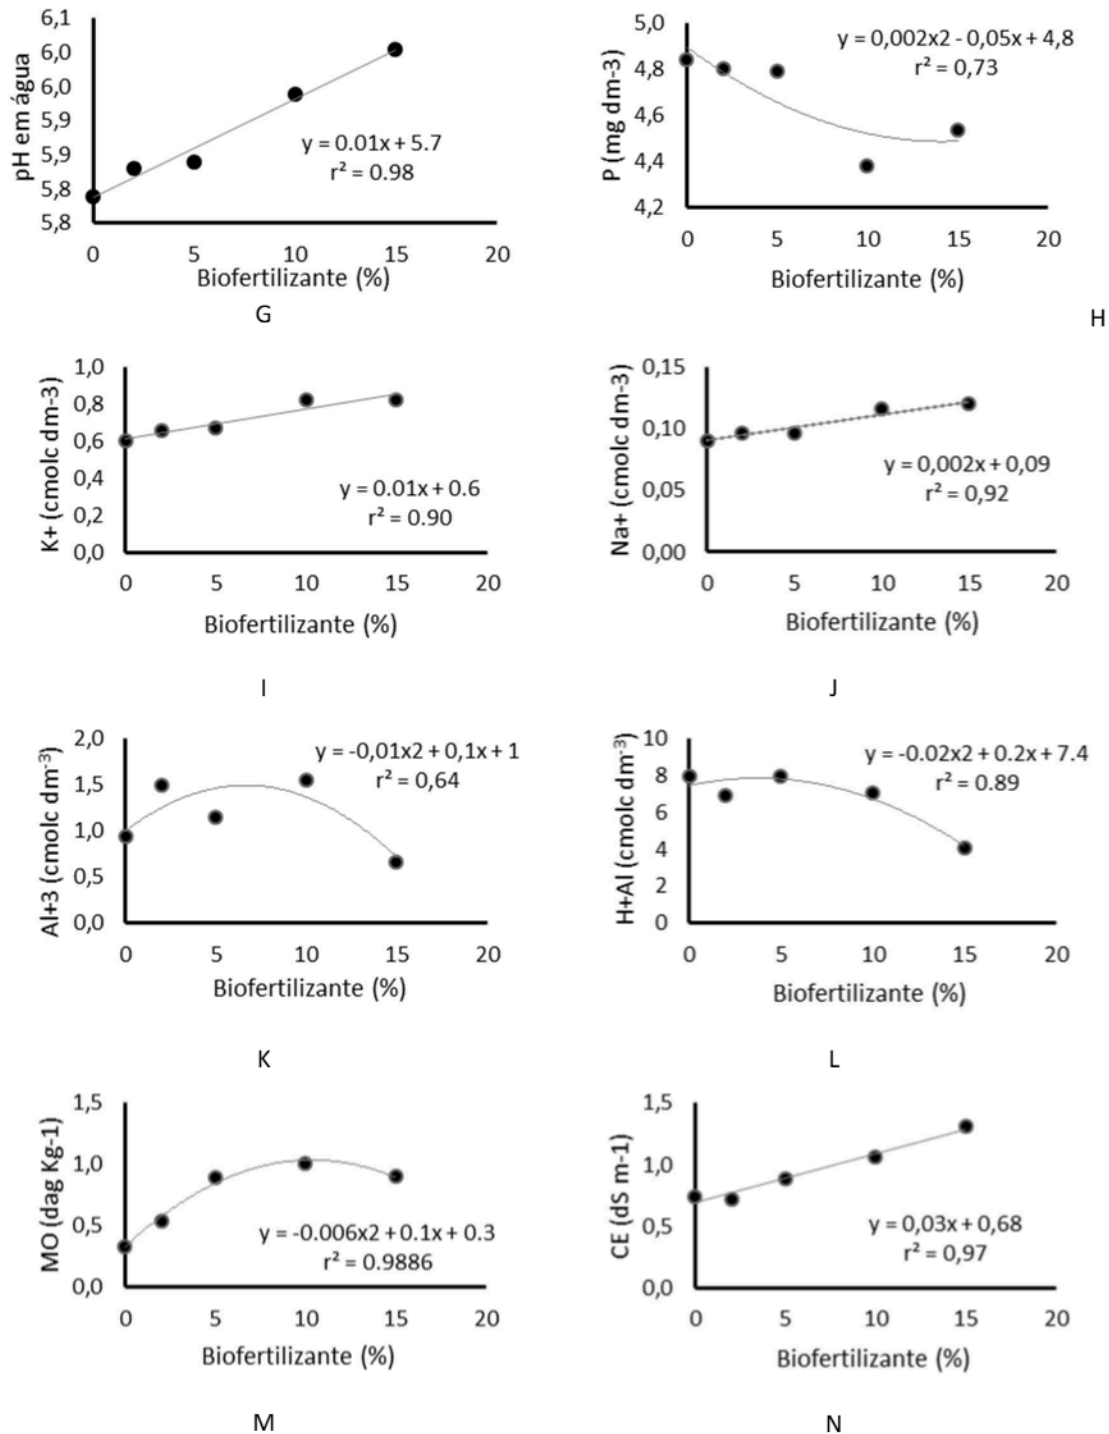 6,1
6,0
6,0
5,9
5,9
5,8
5,8
pH em água
y = 0.01x + 5.7
r² = 0.98
0 5 10 15 20
Biofertilizante (%)
G
5,0
4,8
4,6
4,4
4,2
P (mg dm-3)
y = 0,002x2 - 0,05x + 4,8
r² = 0,73
0 5 10 15 20
Biofertilizante (%)
H
1,0
0,8
0,6
0,4
0,2
0,0
K+ (cmolc dm-3)
y = 0.01x + 0.6
r² = 0.90
0 5 10 15 20
Biofertilizante (%)
I
0,15
0,10
0,05
0,00
Na+ (cmolc dm-3)
y = 0,002x + 0,09
r² = 0,92
0 5 10 15 20
Biofertilizante (%)
J
2,0
1,5
1,0
0,5
0,0
Al+3 (cmolc dm-3)
y = -0,01x2 + 0,1x + 1
r² = 0,64
0 5 10 15 20
Biofertilizante (%)
K
10
8
6
4
2
0
H+Al (cmolc dm-3)
y = -0.02x2 + 0.2x + 7.4
r² = 0.89
0 5 10 15 20
Biofertilizante (%)
L
1,5
1,0
0,5
0,0
MO (dag Kg-1)
y = -0.006x2 + 0.1x + 0.3
r² = 0.9886
0 5 10 15 20
Biofertilizante (%)
M
1,5
1,0
0,5
0,0
CE (dS m-1)
y = 0,03x + 0,68
r² = 0,97
0 5 10 15 20
Biofertilizante (%)
N